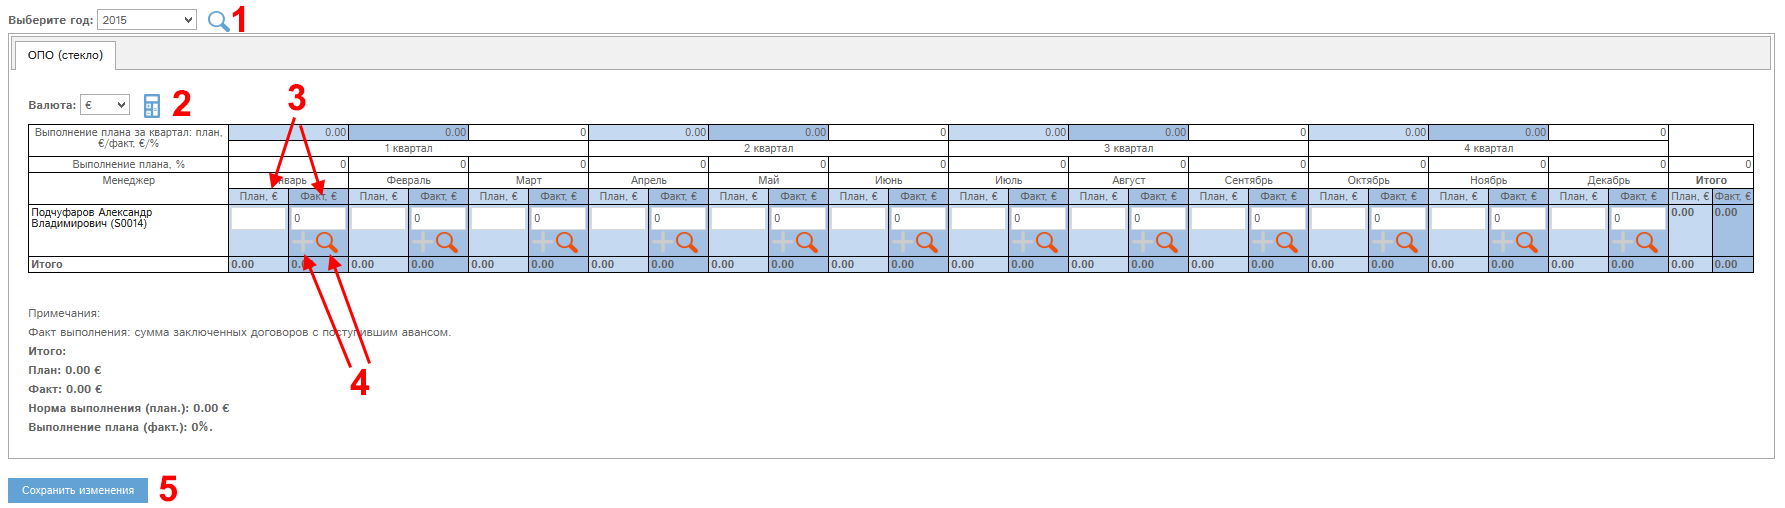 Выберите год: 2015 1
ОПО (стекло)
Валюта: € 2 3
Выполнение плана за квартал: план, €/факт, €/% 0.00 0.00 0 0.00 0.00 0 0.00 0.00 0 0.00 0.00 0
1 квартал 2 квартал 3 квартал 4 квартал
Выполнение плана, % 0 0 0 0 0 0 0 0 0 0 0 0 0
Менеджер Январь Февраль Март Апрель Май Июнь Июль Август Сентябрь Октябрь Ноябрь Декабрь Итого
План, € Факт, € План, € Факт, € План, € Факт, € План, € Факт, € План, € Факт, € План, € Факт, € План, € Факт, € План, € Факт, € План, € Факт, € План, € Факт, € План, € Факт, € План, € Факт, € План, € Факт, €
Подчуфаров Александр 0 0 0 0 0 0 0 0 0 0 0 0 0.00 0.00
Владимирович (S0014)
Итого 0.00 0.00 0.00 0.00 0.00 0.00 0.00 0.00 0.00 0.00 0.00 0.00 0.00 0.00 0.00 0.00 0.00 0.00 0.00 0.00 0.00 0.00 0.00 0.00 0.00 0.00
Примечания:
Факт выполнения: сумма заключенных договоров с поступившим авансом.
Итого:
План: 0.00 €
4
Факт: 0.00 €
Норма выполнения (план.): 0.00 €
Выполнение плана (факт.): 0%.
Сохранить изменения 5